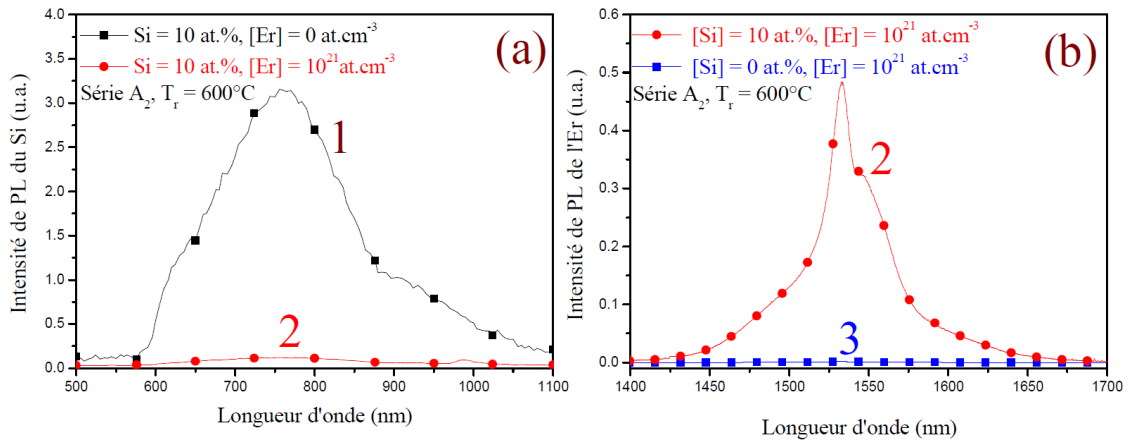 Si = 10 at.%, [Er] = 0 at.cm-3
Si = 10 at.%, [Er] = 10²¹at.cm-3
Série A₂, Tᵣ = 600°C
(a)
1
2
Intensité de PL du Si (u.a.)
4.0
3.5
3.0
2.5
2.0
1.5
1.0
0.5
0.0
500 600 700 800 900 1000 1100
Longueur d'onde (nm)
[Si] = 10 at.%, [Er] = 10²¹ at.cm-3
[Si] = 0 at.%, [Er] = 10²¹ at.cm-3
Série A₂, Tᵣ = 600°C
(b)
2
3
Intensité de PL de l'Er (u.a.)
0.6
0.5
0.4
0.3
0.2
0.1
0.0
1400 1450 1500 1550 1600 1650 1700
Longueur d'onde (nm)